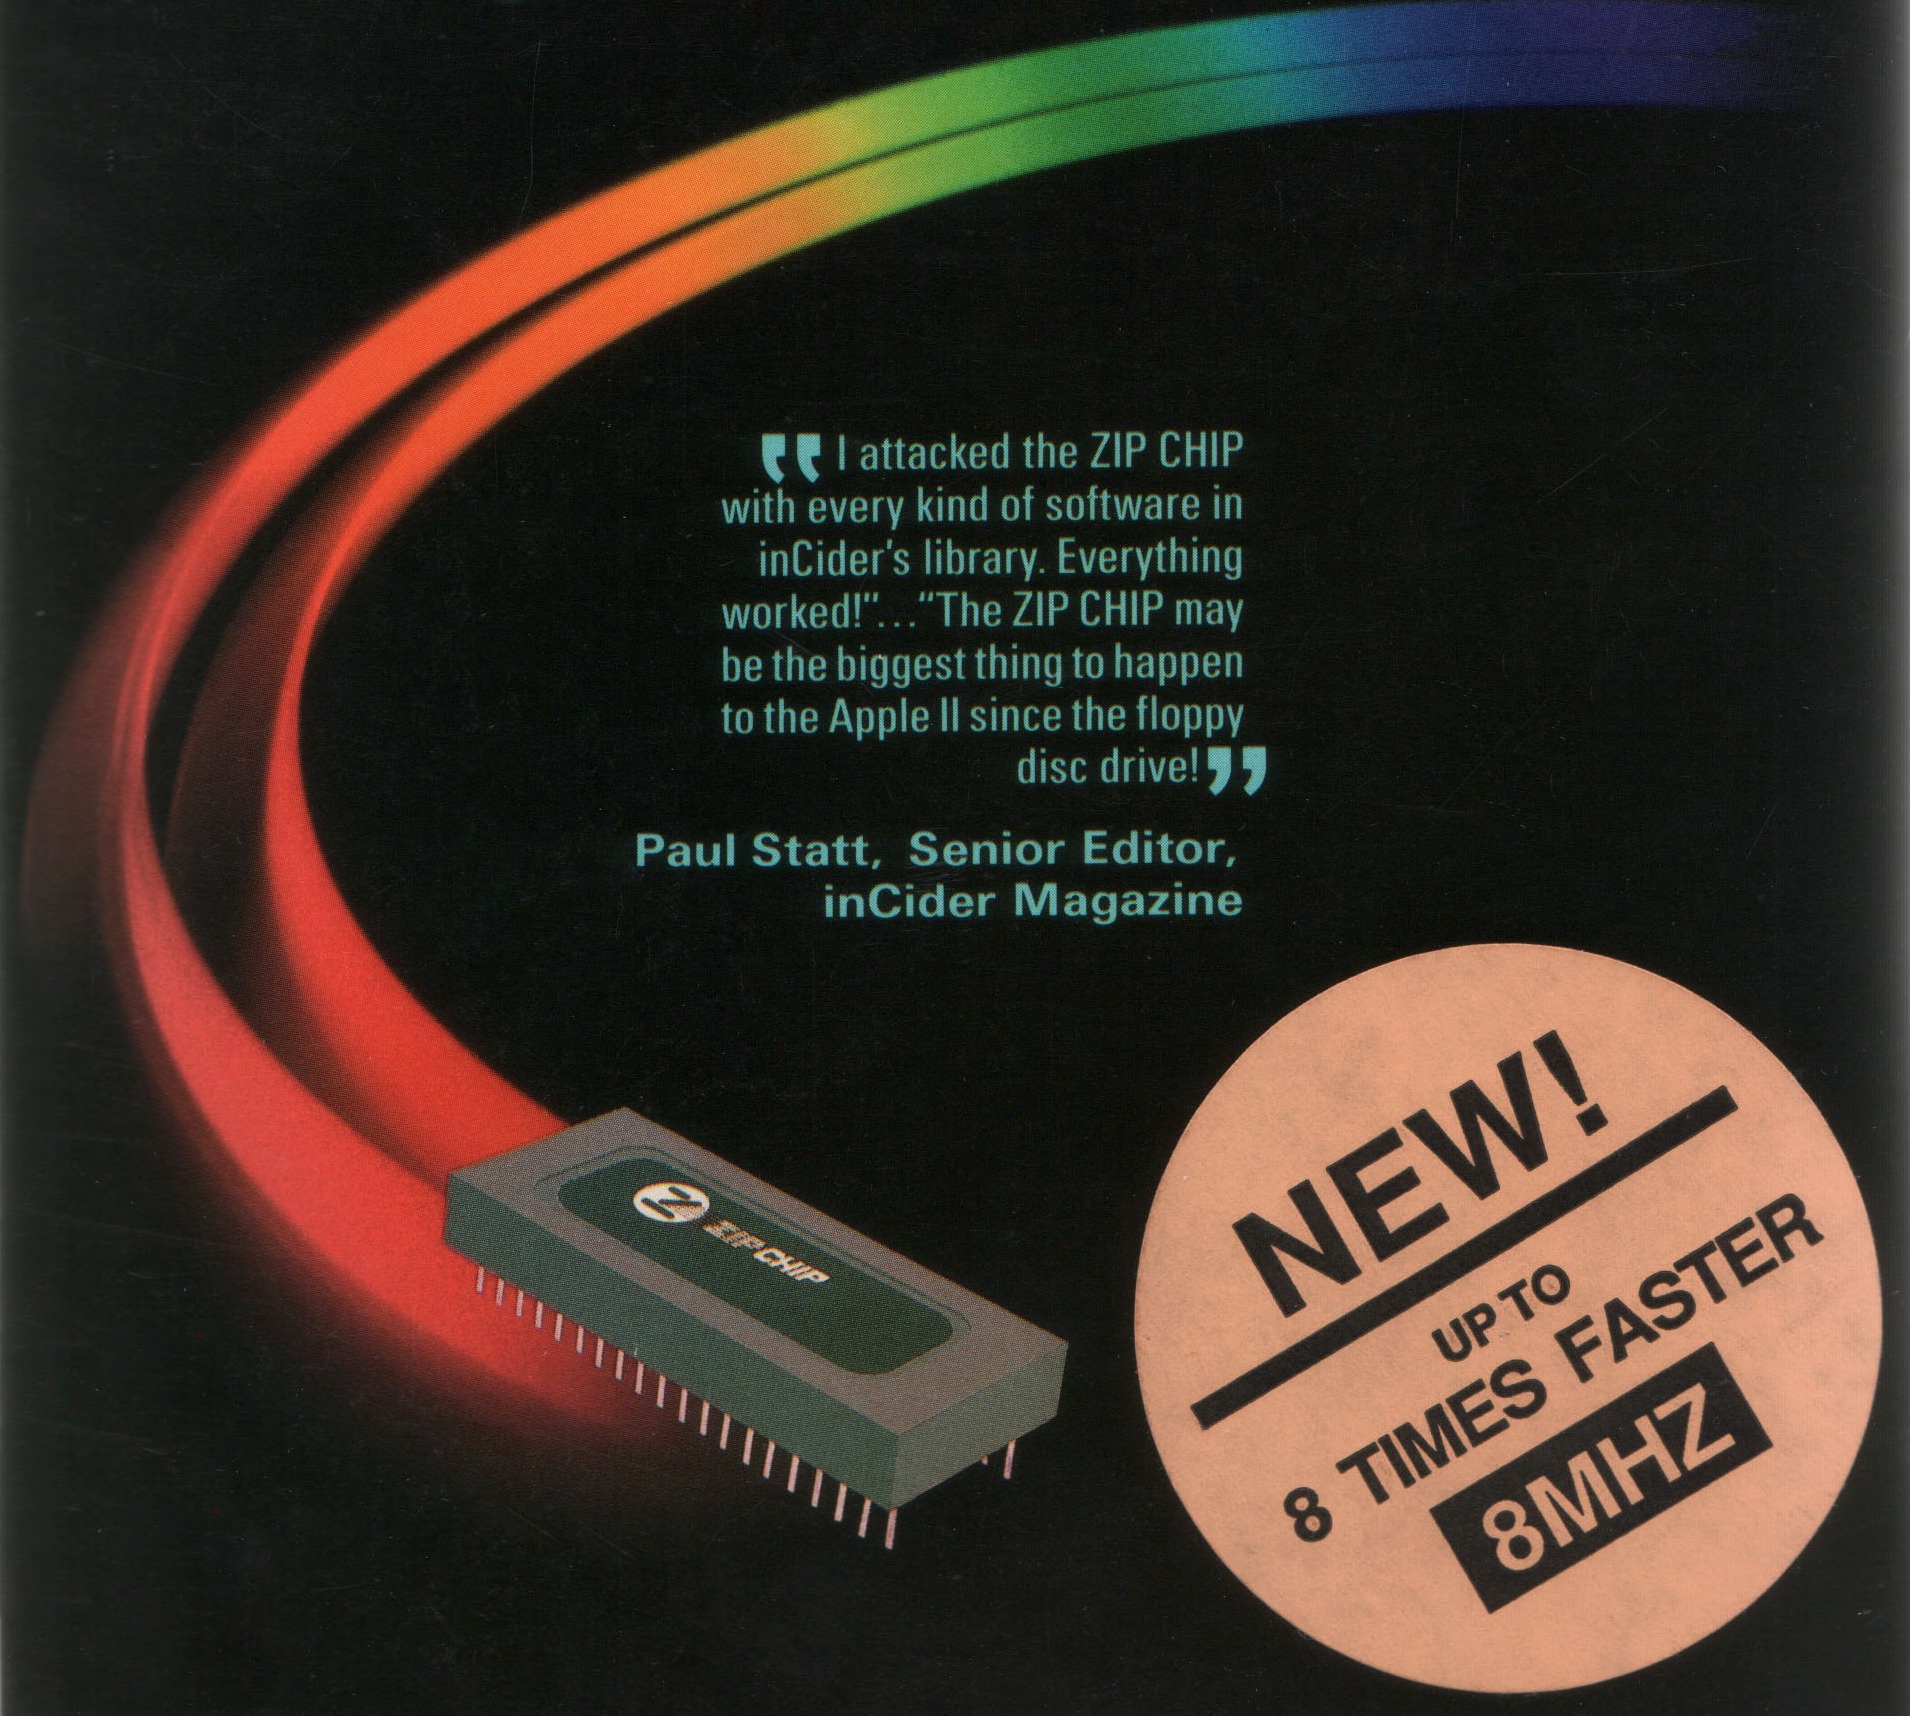 ❝ I attacked the ZIP CHIP
with every kind of software in
inCider's library. Everything
worked!”...“The ZIP CHIP may
be the biggest thing to happen
to the Apple II since the floppy
disc drive! ❞
Paul Statt, Senior Editor,
inCider Magazine
Z ZIP CHIP
NEW!
UP TO
8 TIMES FASTER
8MHZ